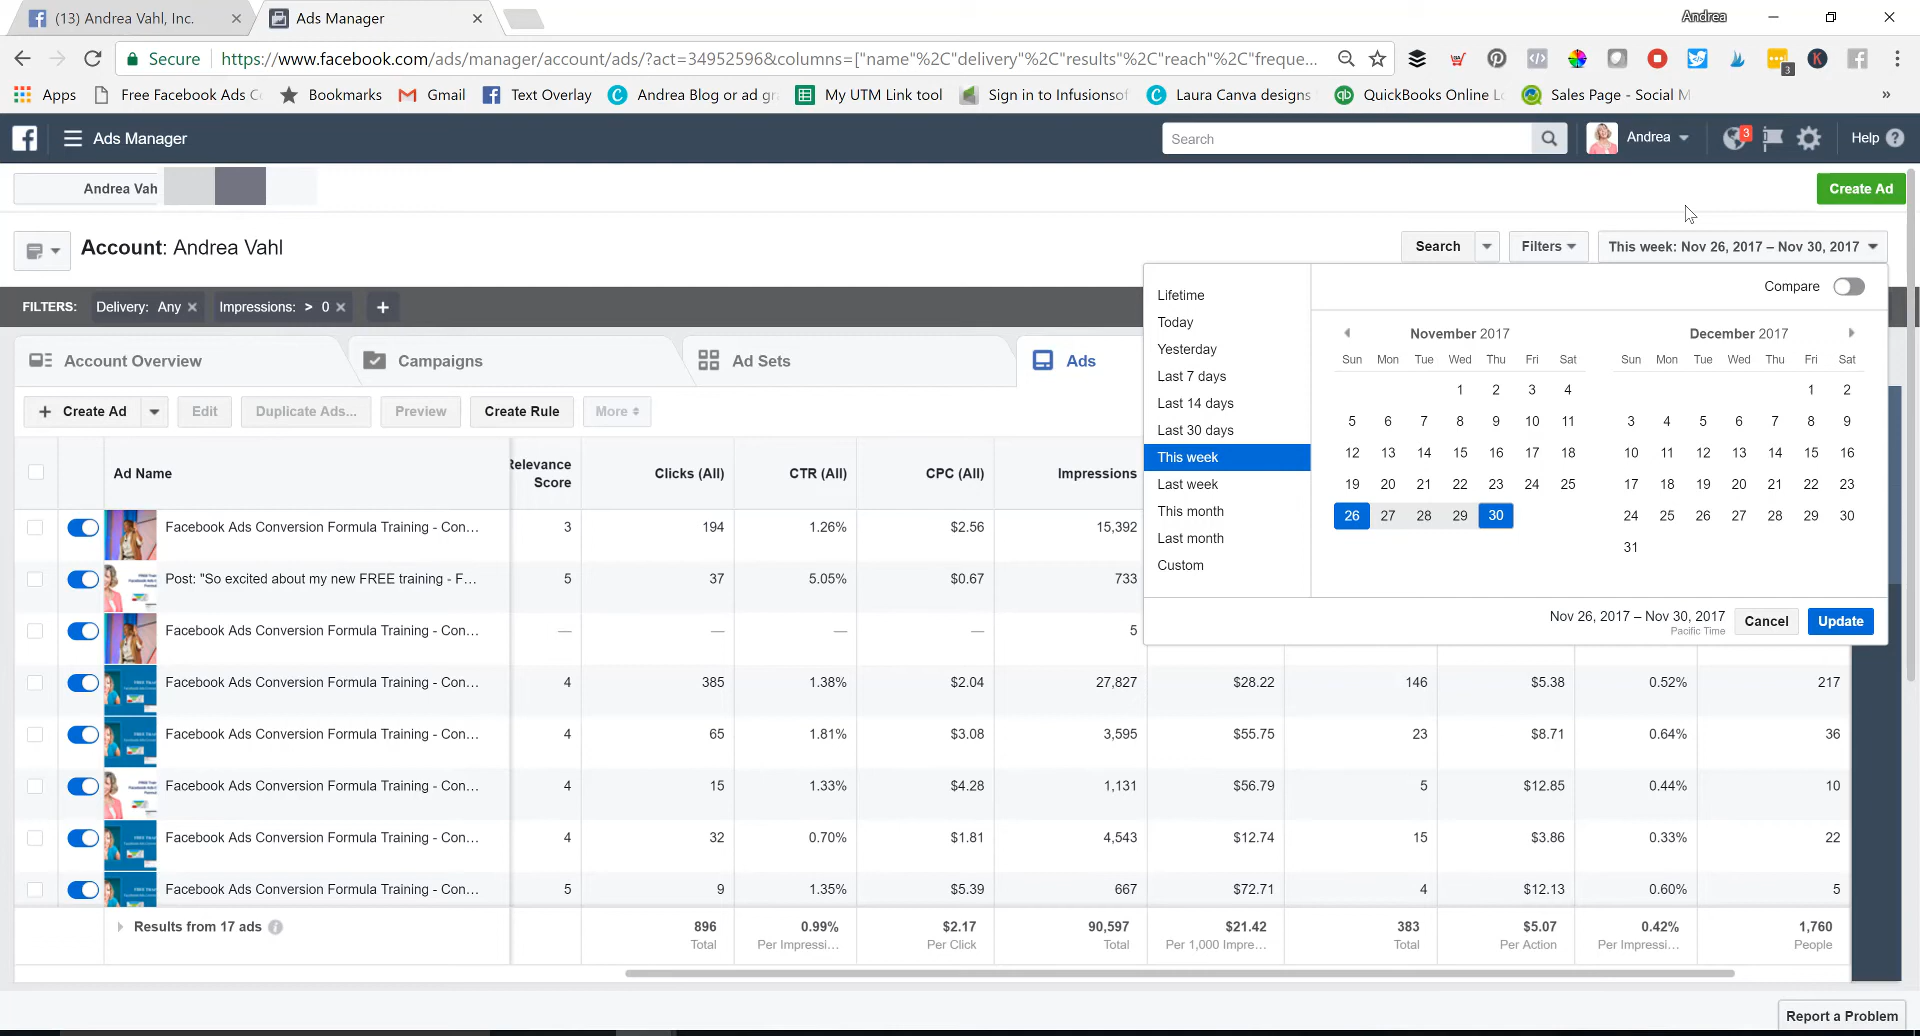 (13) Andrea Vahl, Inc.
Ads Manager
Andrea
Secure
https://www.facebook.com/ads/manager/account/ads/?act=34952596&columns=["name"%2C"delivery"%2C"results"%2C"reach"%2C"freque...
3
K
Apps
Free Facebook Ads C
Bookmarks
Gmail
Text Overlay
Andrea Blog or ad gr
My UTM Link tool
Sign in to Infusionsof
Laura Canva designs
QuickBooks Online Lo
Sales Page - Social M
»
Ads Manager
Search
Andrea
3
Help
Andrea Vah
Create Ad
Account: Andrea Vahl
Search
Filters
This week: Nov 26, 2017 – Nov 30, 2017
FILTERS: Delivery: Any × Impressions: > 0 × +
Account Overview
Campaigns
Ad Sets
Ads
+ Create Ad
Edit
Duplicate Ads...
Preview
Create Rule
More
Lifetime
Today
Yesterday
Last 7 days
Last 14 days
Last 30 days
This week
Last week
This month
Last month
Custom
Compare
November 2017
Sun Mon Tue Wed Thu Fri Sat
1 2 3 4
5 6 7 8 9 10 11
12 13 14 15 16 17 18
19 20 21 22 23 24 25
26 27 28 29 30
December 2017
Sun Mon Tue Wed Thu Fri Sat
1 2
3 4 5 6 7 8 9
10 11 12 13 14 15 16
17 18 19 20 21 22 23
24 25 26 27 28 29 30
31
Nov 26, 2017 – Nov 30, 2017
Pacific Time
Cancel
Update
Ad Name
Relevance
Score
Clicks (All)
CTR (All)
CPC (All)
Impressions
Facebook Ads Conversion Formula Training - Con... 3 194 1.26% $2.56 15,392
Post: "So excited about my new FREE training - F... 5 37 5.05% $0.67 733
Facebook Ads Conversion Formula Training - Con... — — — — 5
Facebook Ads Conversion Formula Training - Con... 4 385 1.38% $2.04 27,827 $28.22 146 $5.38 0.52% 217
Facebook Ads Conversion Formula Training - Con... 4 65 1.81% $3.08 3,595 $55.75 23 $8.71 0.64% 36
Facebook Ads Conversion Formula Training - Con... 4 15 1.33% $4.28 1,131 $56.79 5 $12.85 0.44% 10
Facebook Ads Conversion Formula Training - Con... 4 32 0.70% $1.81 4,543 $12.74 15 $3.86 0.33% 22
Facebook Ads Conversion Formula Training - Con... 5 9 1.35% $5.39 667 $72.71 4 $12.13 0.60% 5
Results from 17 ads 896 0.99% $2.17 90,597 $21.42 383 $5.07 0.42% 1,760
Total Per Impressi... Per Click Total Per 1,000 Impre... Total Per Action Per Impressi... People
Report a Problem